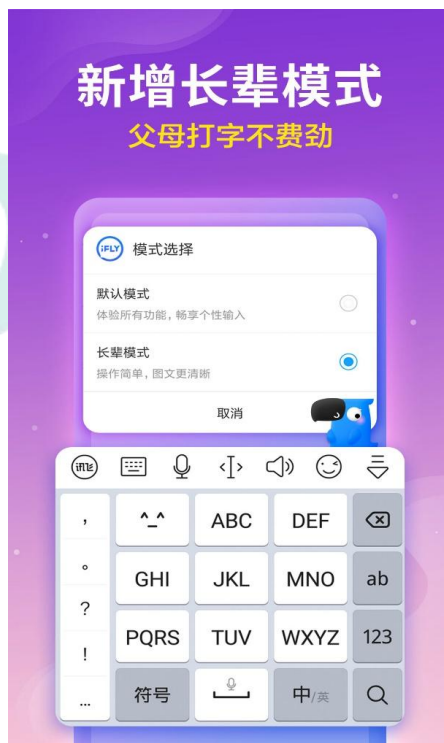 新增长辈模式
父母打字不费劲
iFLY 模式选择
默认模式
体验所有功能，畅享个性输入
长辈模式
操作简单，图文更清晰
取消
， ^_^ ABC DEF
。 GHI JKL MNO ab
？ PQRS TUV WXYZ 123
！
... 符号 中/英